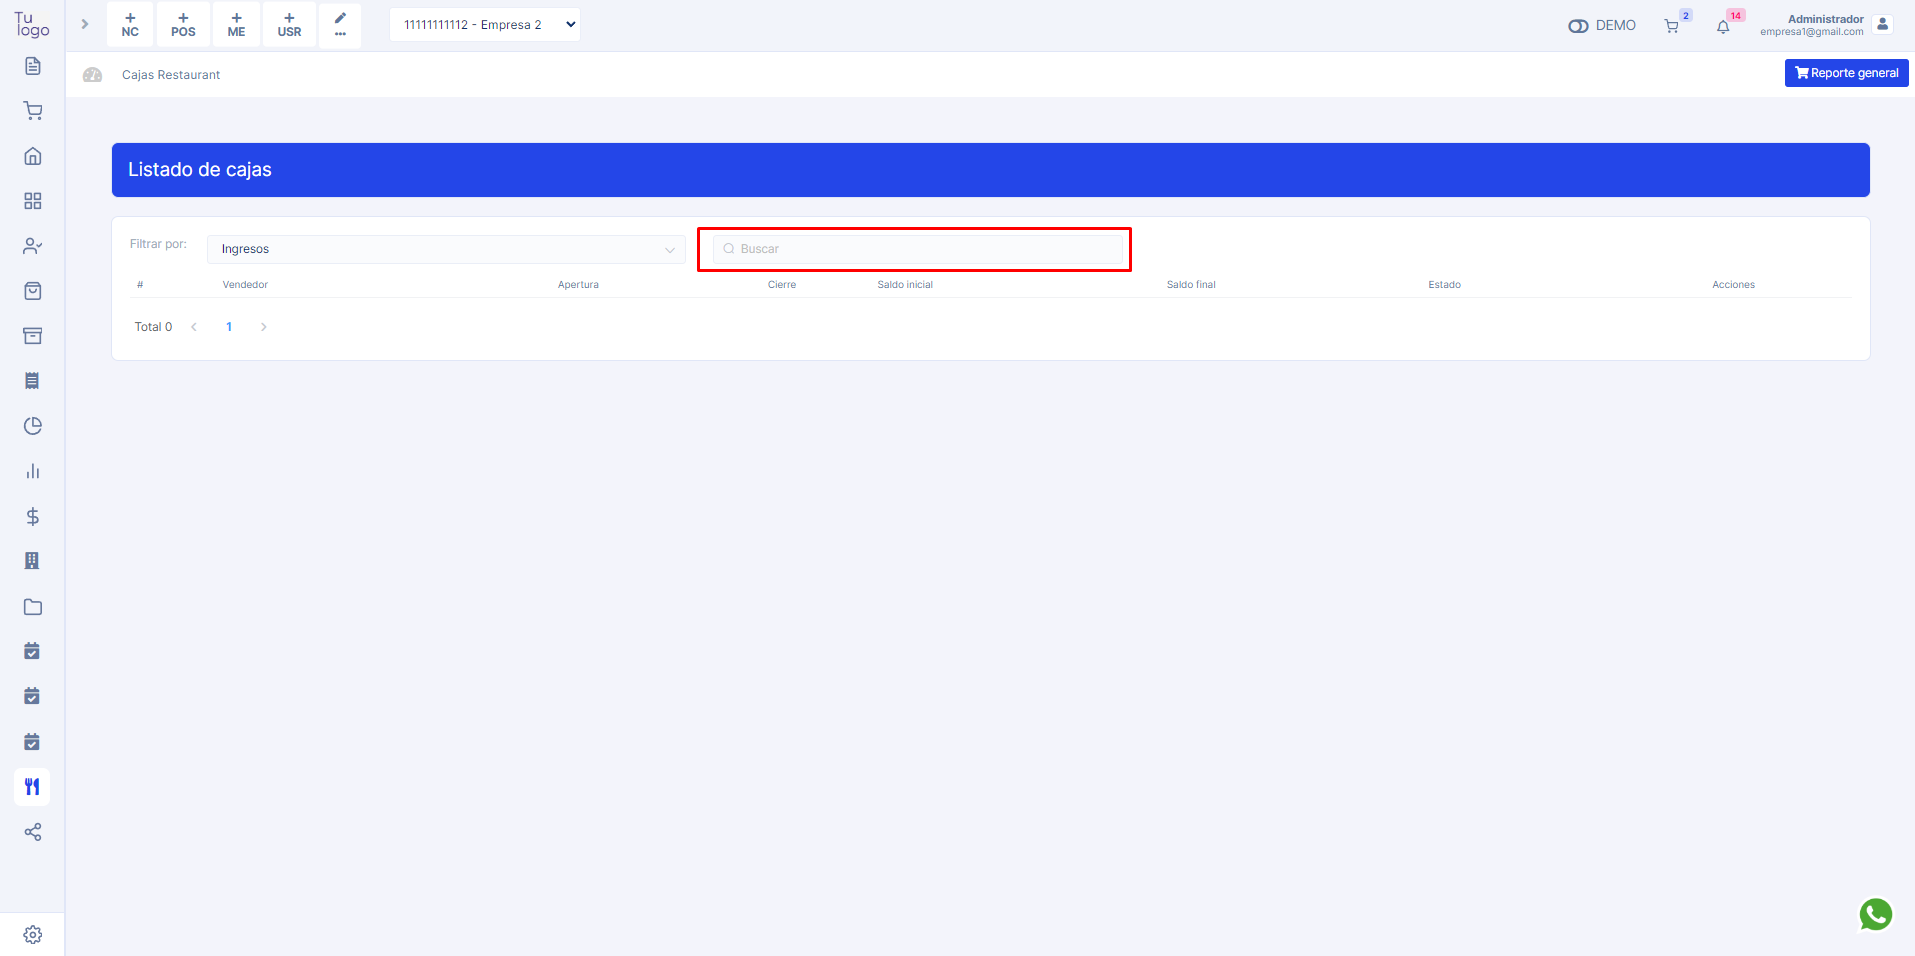 Tu
logo
NC
POS
ME
USR
...
11111111112 - Empresa 2
DEMO
2
14
Administrador
empresa1@gmail.com
Cajas Restaurant
Reporte general
Listado de cajas
Filtrar por:
Ingresos
Buscar
# Vendedor Apertura Cierre Saldo inicial Saldo final Estado Acciones
Total 0 1